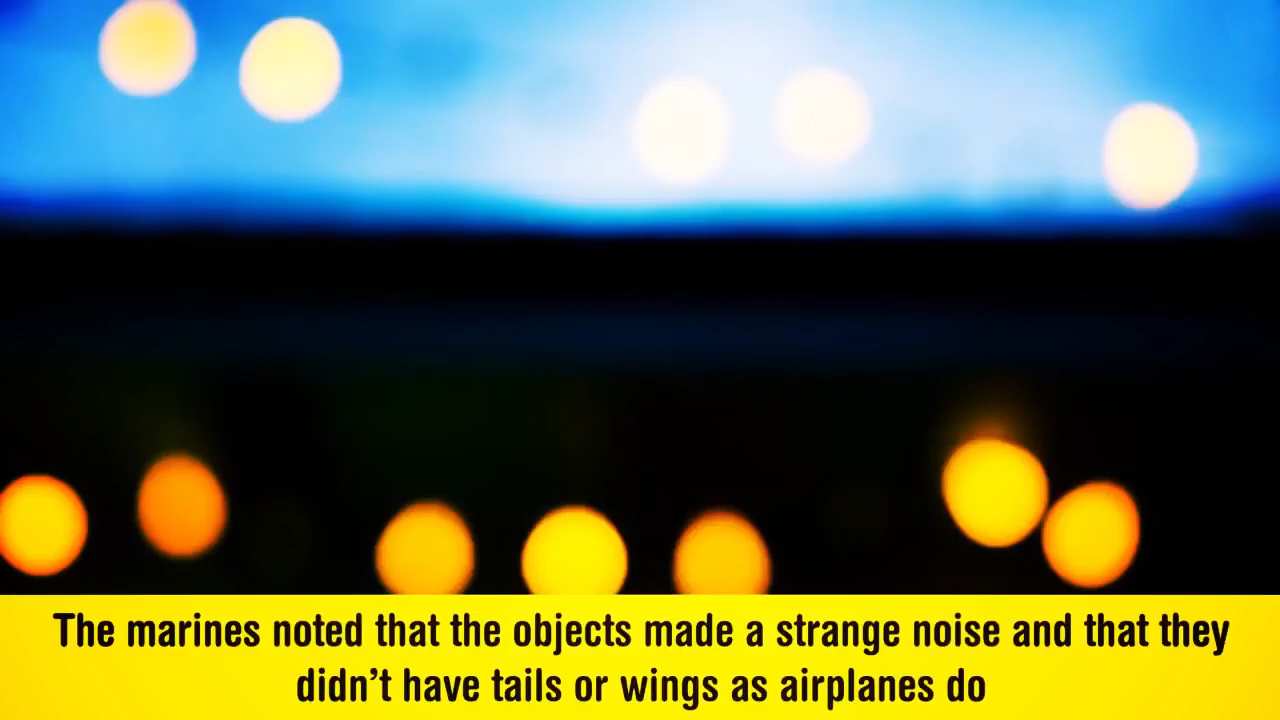 The marines noted that the objects made a strange noise and that they
didn’t have tails or wings as airplanes do